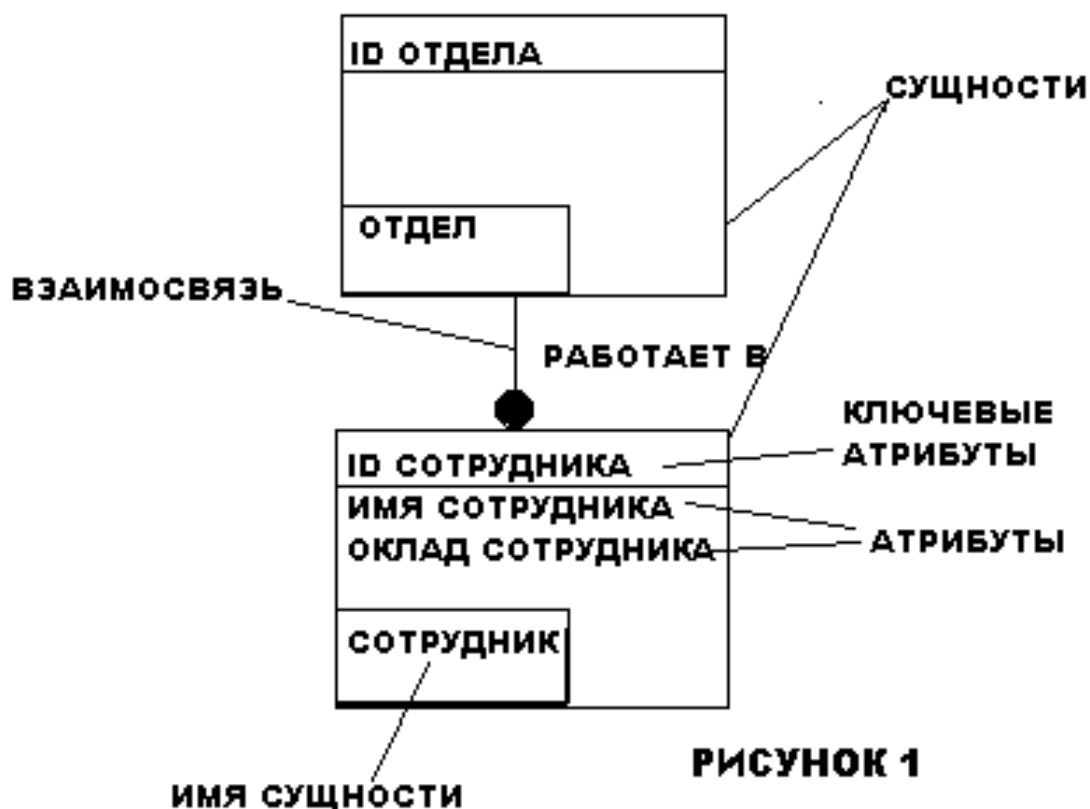 ID ОТДЕЛА
СУЩНОСТИ
ОТДЕЛ
ВЗАИМОСВЯЗЬ
РАБОТАЕТ В
КЛЮЧЕВЫЕ
АТРИБУТЫ
ID СОТРУДНИКА
ИМЯ СОТРУДНИКА
ОКЛАД СОТРУДНИКА
АТРИБУТЫ
СОТРУДНИК
РИСУНОК 1
ИМЯ СУЩНОСТИ